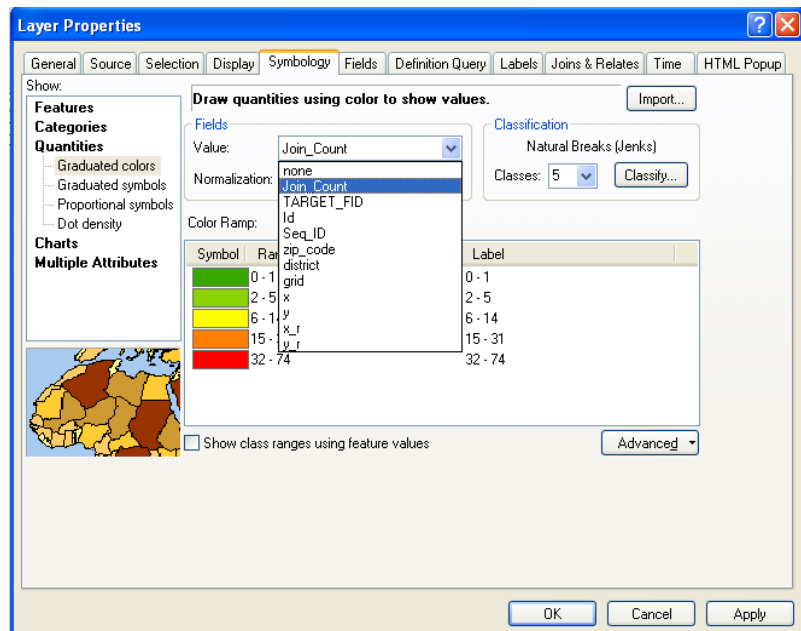 Layer Properties
General Source Selection Display Symbology Fields Definition Query Labels Joins & Relates Time HTML Popup
Show:
Features
Categories
Quantities
Graduated colors
Graduated symbols
Proportional symbols
Dot density
Charts
Multiple Attributes
Draw quantities using color to show values.
Import...
Fields
Value: Join_Count
Normalization:
none
Join_Count
TARGET_FID
Id
Seq_ID
zip_code
district
grid
x
y
x_r
y_r
Classification
Natural Breaks (Jenks)
Classes: 5 Classify...
Color Ramp:
Symbol Ran Label
0 - 1 0 - 1
2 - 5 2 - 5
6 - 1 6 - 14
15 - 15 - 31
32 - 74 32 - 74
Show class ranges using feature values
Advanced
OK Cancel Apply